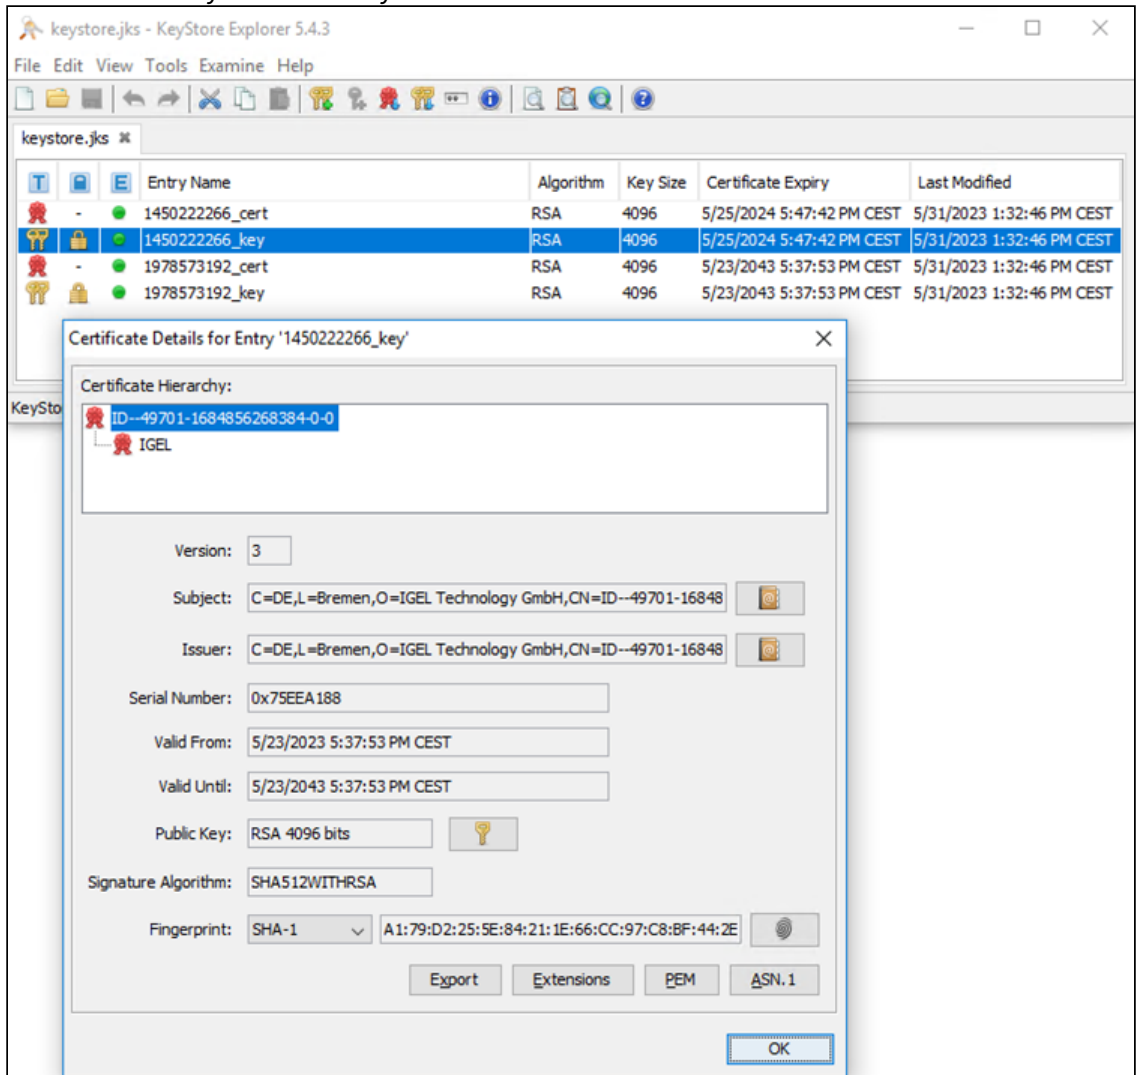 keystore.jks - KeyStore Explorer 5.4.3
File Edit View Tools Examine Help
keystore.jks
T E Entry Name Algorithm Key Size Certificate Expiry Last Modified
- 1450222266_cert RSA 4096 5/25/2024 5:47:42 PM CEST 5/31/2023 1:32:46 PM CEST
1450222266_key RSA 4096 5/25/2024 5:47:42 PM CEST 5/31/2023 1:32:46 PM CEST
- 1978573192_cert RSA 4096 5/23/2043 5:37:53 PM CEST 5/31/2023 1:32:46 PM CEST
1978573192_key RSA 4096 5/23/2043 5:37:53 PM CEST 5/31/2023 1:32:46 PM CEST
Certificate Details for Entry '1450222266_key'
Certificate Hierarchy:
KeySto
ID--49701-1684856268384-0-0
IGEL
Version: 3
Subject: C=DE,L=Bremen,O=IGEL Technology GmbH,CN=ID--49701-16848
Issuer: C=DE,L=Bremen,O=IGEL Technology GmbH,CN=ID--49701-16848
Serial Number: 0x75EEA188
Valid From: 5/23/2023 5:37:53 PM CEST
Valid Until: 5/23/2043 5:37:53 PM CEST
Public Key: RSA 4096 bits
Signature Algorithm: SHA512WITHRSA
Fingerprint: SHA-1 A1:79:D2:25:5E:84:21:1E:66:CC:97:C8:BF:44:2E
Export Extensions PEM ASN.1
OK